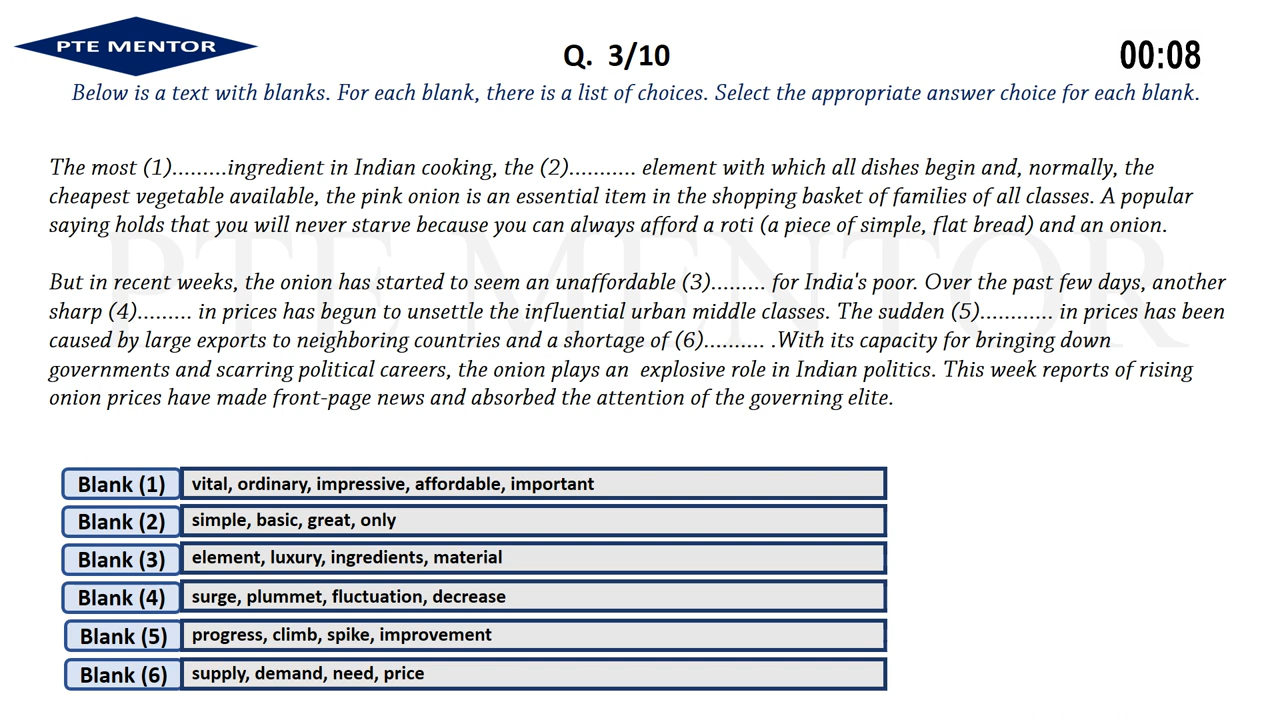 PTE MENTOR
Q. 3/10
00:08
Below is a text with blanks. For each blank, there is a list of choices. Select the appropriate answer choice for each blank.
The most (1).........ingredient in Indian cooking, the (2)........... element with which all dishes begin and, normally, the
cheapest vegetable available, the pink onion is an essential item in the shopping basket of families of all classes. A popular
saying holds that you will never starve because you can always afford a roti (a piece of simple, flat bread) and an onion.
PTE MENTOR
But in recent weeks, the onion has started to seem an unaffordable (3)......... for India's poor. Over the past few days, another
sharp (4)......... in prices has begun to unsettle the influential urban middle classes. The sudden (5)............ in prices has been
caused by large exports to neighboring countries and a shortage of (6).......... .With its capacity for bringing down
governments and scarring political careers, the onion plays an  explosive role in Indian politics. This week reports of rising
onion prices have made front-page news and absorbed the attention of the governing elite.
Blank (1) vital, ordinary, impressive, affordable, important
Blank (2) simple, basic, great, only
Blank (3) element, luxury, ingredients, material
Blank (4) surge, plummet, fluctuation, decrease
Blank (5) progress, climb, spike, improvement
Blank (6) supply, demand, need, price